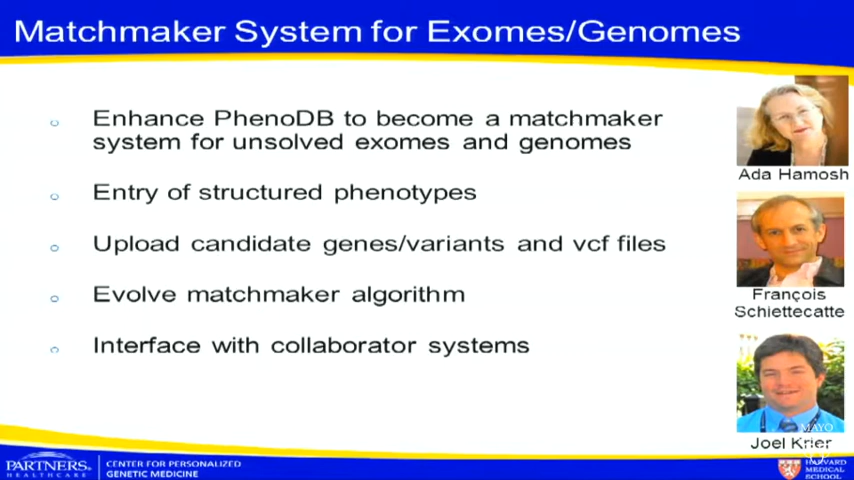 Matchmaker System for Exomes/Genomes
Enhance PhenoDB to become a matchmaker
system for unsolved exomes and genomes
Entry of structured phenotypes
Upload candidate genes/variants and vcf files
Evolve matchmaker algorithm
Interface with collaborator systems
Ada Hamosh
François
Schiettecatte
Joel Krier
MAYO
PARTNERS
HEALTHCARE
CENTER FOR PERSONALIZED
GENETIC MEDICINE
HARVARD
MEDICAL
SCHOOL